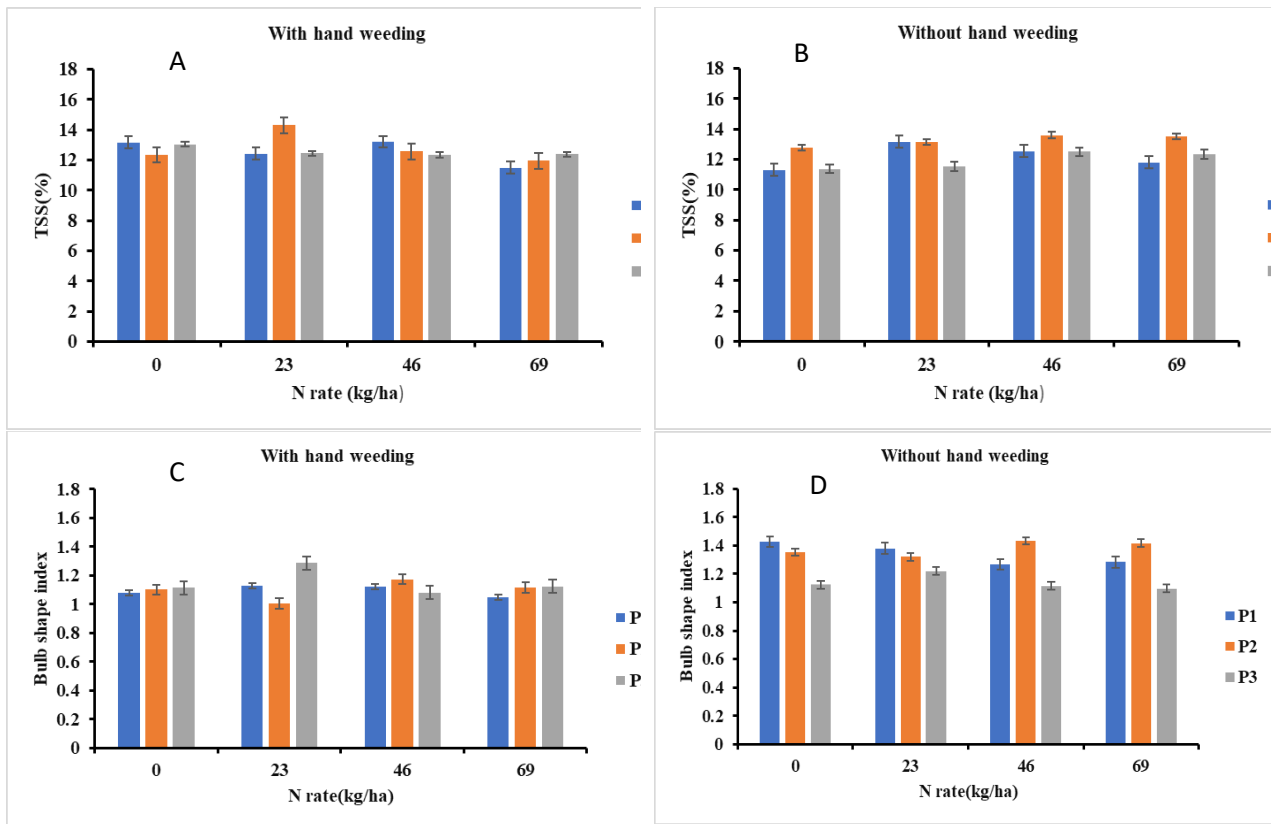 With hand weeding
A
TSS(%)
18
16
14
12
10
8
6
4
2
0
0 23 46 69
N rate (kg/ha)
Without hand weeding
B
TSS(%)
18
16
14
12
10
8
6
4
2
0
0 23 46 69
N rate (kg/ha)
With hand weeding
C
Bulb shape index
1.8
1.6
1.4
1.2
1
0.8
0.6
0.4
0.2
0
0 23 46 69
N rate(kg/ha)
P
P
P
Without hand weeding
D
Bulb shape index
1.8
1.6
1.4
1.2
1
0.8
0.6
0.4
0.2
0
0 23 46 69
N rate(kg/ha)
P1
P2
P3